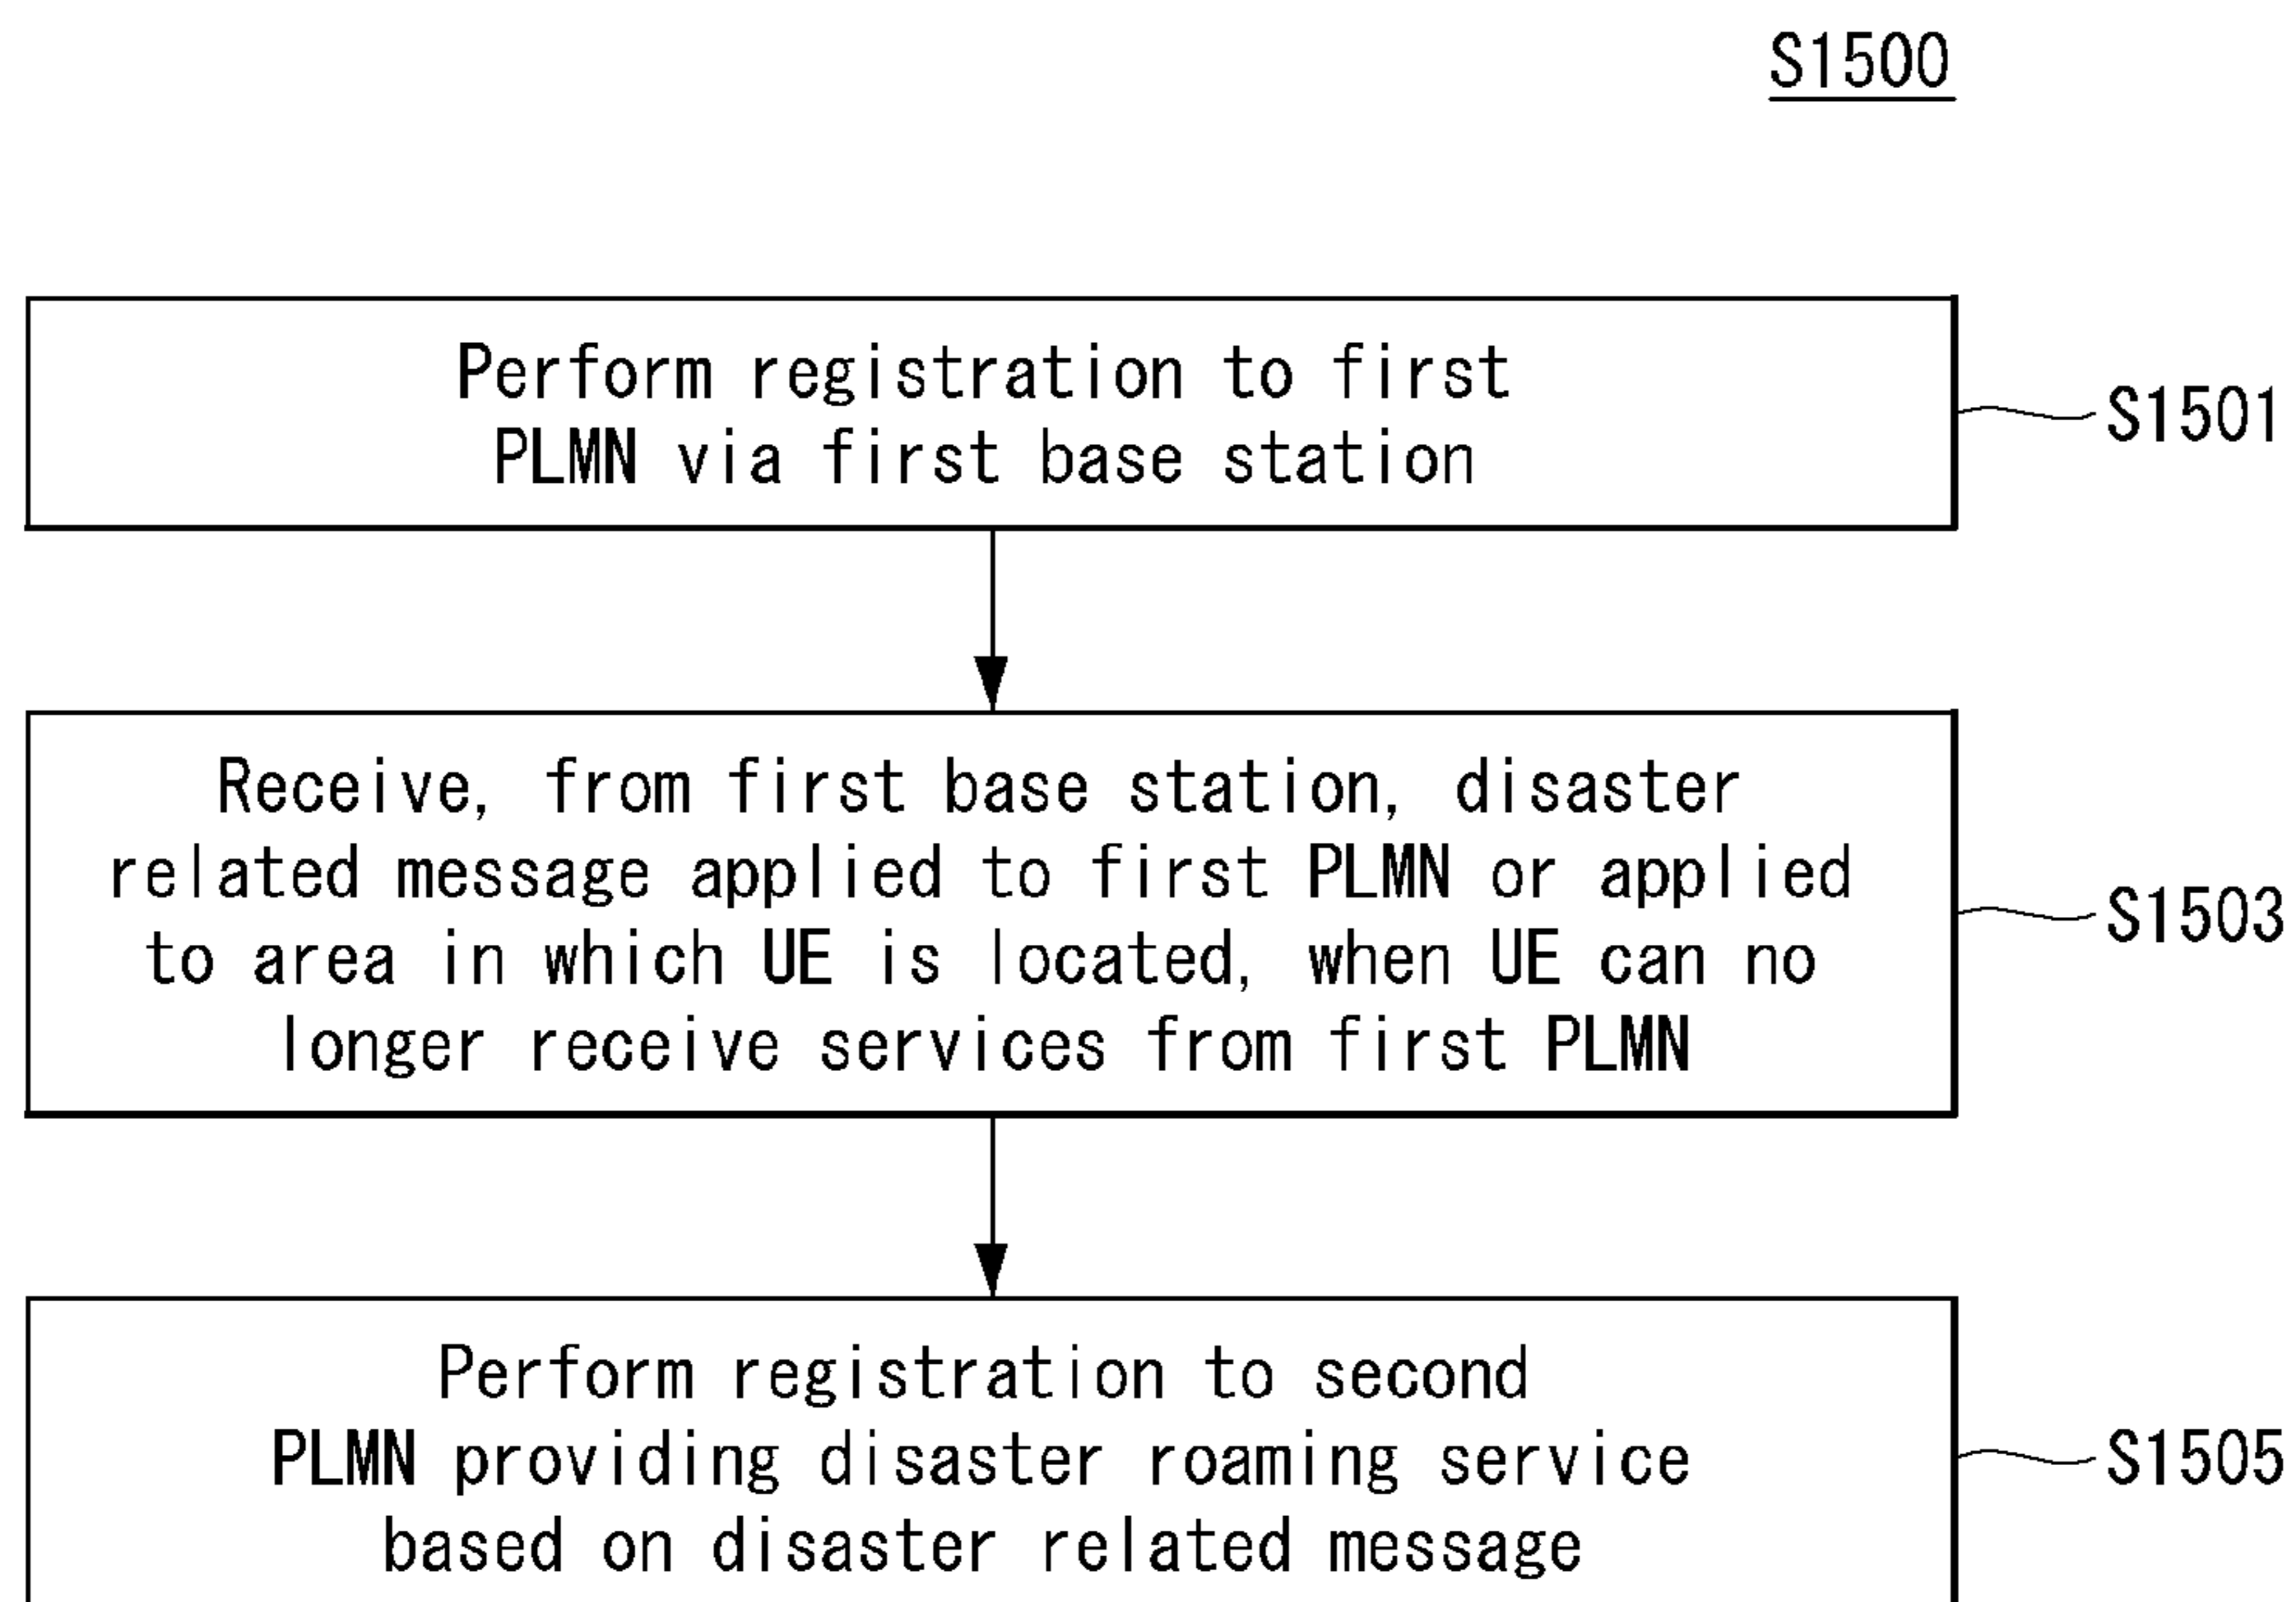 S1500
Perform registration to first
PLMN via first base station
S1501
Receive, from first base station, disaster
related message applied to first PLMN or applied
to area in which UE is located, when UE can no
longer receive services from first PLMN
S1503
Perform registration to second
PLMN providing disaster roaming service
based on disaster related message
S1505